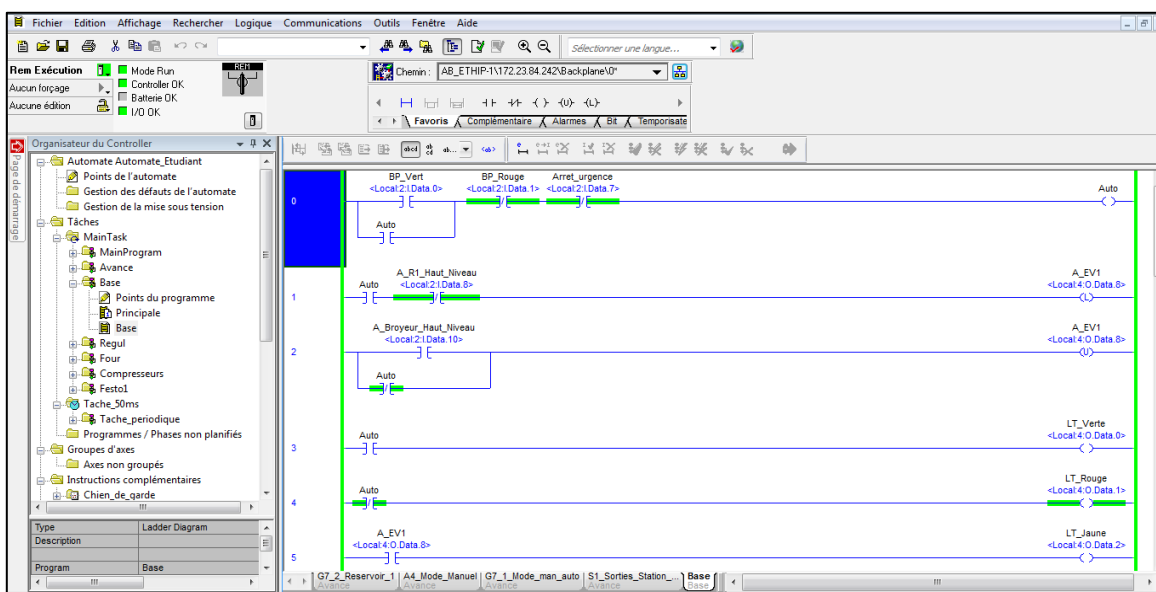 Fichier Edition Affichage Rechercher Logique Communications Outils Fenêtre Aide
Sélectionner une langue...
Rem Exécution
Mode Run
REM
Chemin : AB_ETHIP-1\172.23.84.242\Backplane\0*
Aucun forçage
Controller OK
Batterie OK
Aucune édition
I/O OK
Favoris Complémentaire Alarmes Bit Temporisate
Page de démarrage
Organisateur du Controller
Automate Automate_Etudiant
Points de l'automate
Gestion des défauts de l'automate
Gestion de la mise sous tension
Tâches
MainTask
MainProgram
Avance
Base
Points du programme
Principale
Base
Regul
Four
Compresseurs
Festo1
Tache_50ms
Tache_periodique
Programmes / Phases non planifiés
Groupes d'axes
Axes non groupés
Instructions complémentaires
Chien_de_garde
Type Ladder Diagram
Description
Program Base
BP_Vert BP_Rouge Arret_urgence
<Local:2:I.Data.0> <Local:2:I.Data.1> <Local:2:I.Data.7> Auto
0
Auto
A_R1_Haut_Niveau A_EV1
Auto <Local:2:I.Data.8> <Local:4:O.Data.8>
1 (L)
A_Broyeur_Haut_Niveau A_EV1
<Local:2:I.Data.10> <Local:4:O.Data.8>
2 (U)
Auto
LT_Verte
Auto <Local:4:O.Data.0>
3
LT_Rouge
Auto <Local:4:O.Data.1>
4
A_EV1 LT_Jaune
<Local:4:O.Data.8> <Local:4:O.Data.2>
5
G7_2_Reservoir_1 A4_Mode_Manuel G7_1_Mode_man_auto S1_Sorties_Station_... Base
Avance Avance Avance Avance Base